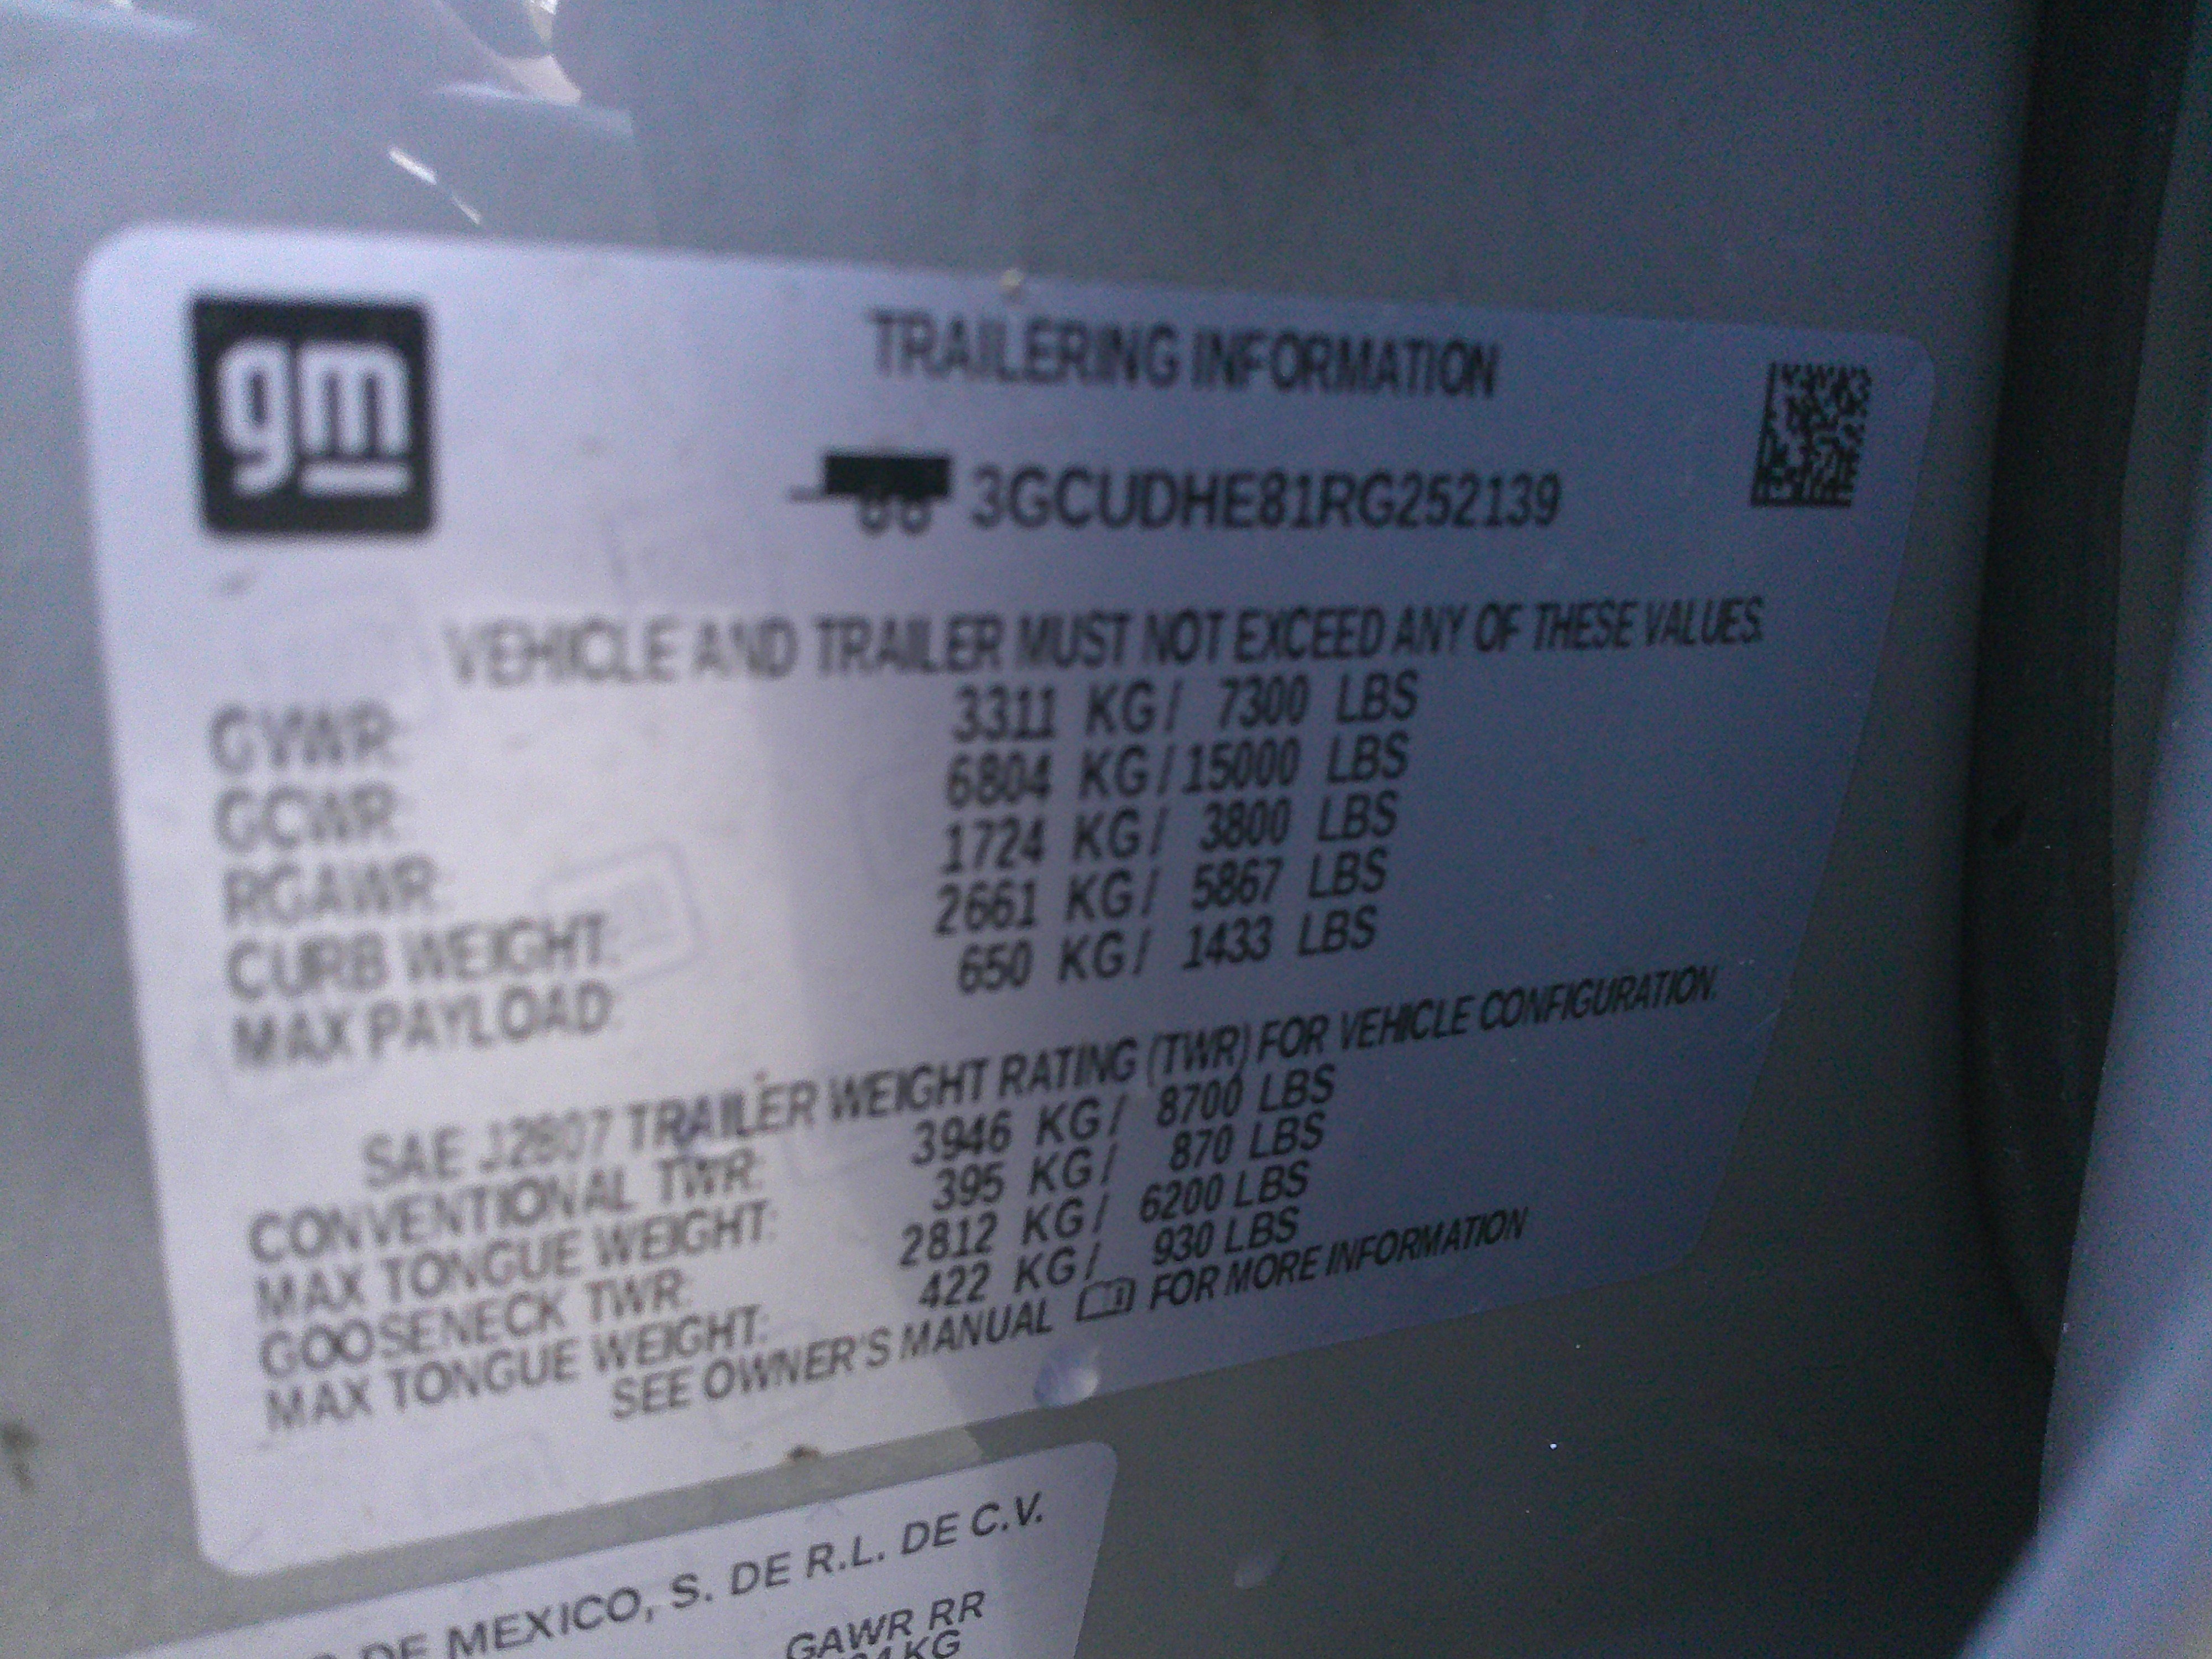 gm
TRAILERING INFORMATION
3GCUDHE81RG252139
VEHICLE AND TRAILER MUST NOT EXCEED ANY OF THESE VALUES.
GVWR: 3311 KG/ 7300 LBS
GCWR: 6804 KG/15000 LBS
RGAWR: 1724 KG/ 3800 LBS
CURB WEIGHT: 2661 KG/ 5867 LBS
MAX PAYLOAD: 650 KG/ 1433 LBS
SAE J2807 TRAILER WEIGHT RATING (TWR) FOR VEHICLE CONFIGURATION.
CONVENTIONAL TWR: 3946 KG/ 8700 LBS
MAX TONGUE WEIGHT: 395 KG/ 870 LBS
GOOSENECK TWR: 2812 KG/ 6200 LBS
MAX TONGUE WEIGHT: 422 KG/ 930 LBS
SEE OWNER'S MANUAL FOR MORE INFORMATION
DE MEXICO, S. DE R.L. DE C.V.
GAWR RR
KG